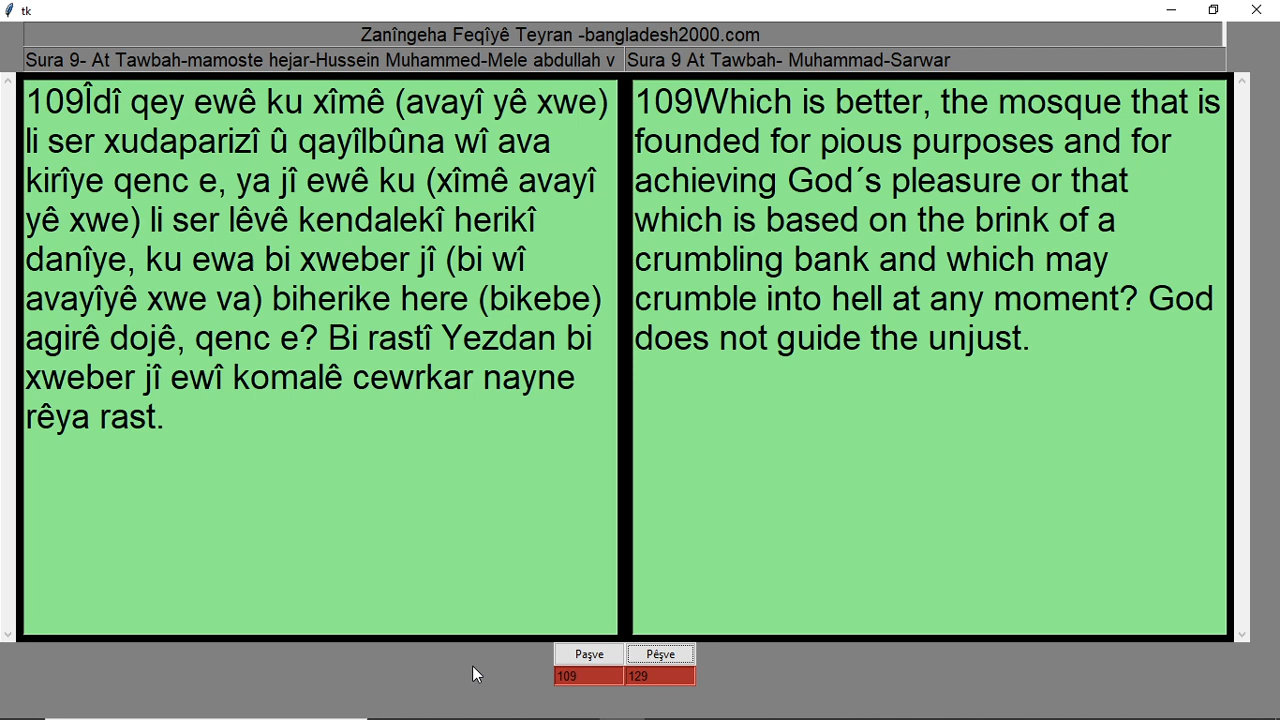 tk
Zanîngeha Feqîyê Teyran -bangladesh2000.com
Sura 9- At Tawbah-mamoste hejar-Hussein Muhammed-Mele abdullah v
Sura 9 At Tawbah- Muhammad-Sarwar
109Îdî qey ewê ku xîmê (avayî yê xwe)
li ser xudaparizî û qayîlbûna wî ava
kirîye qenc e, ya jî ewê ku (xîmê avayî
yê xwe) li ser lêvê kendalekî herikî
danîye, ku ewa bi xweber jî (bi wî
avayîyê xwe va) biherike here (bikebe)
agirê dojê, qenc e? Bi rastî Yezdan bi
xweber jî ewî komalê cewrkar nayne
rêya rast.
109Which is better, the mosque that is
founded for pious purposes and for
achieving God´s pleasure or that
which is based on the brink of a
crumbling bank and which may
crumble into hell at any moment? God
does not guide the unjust.
Paşve
Pêşve
109
129